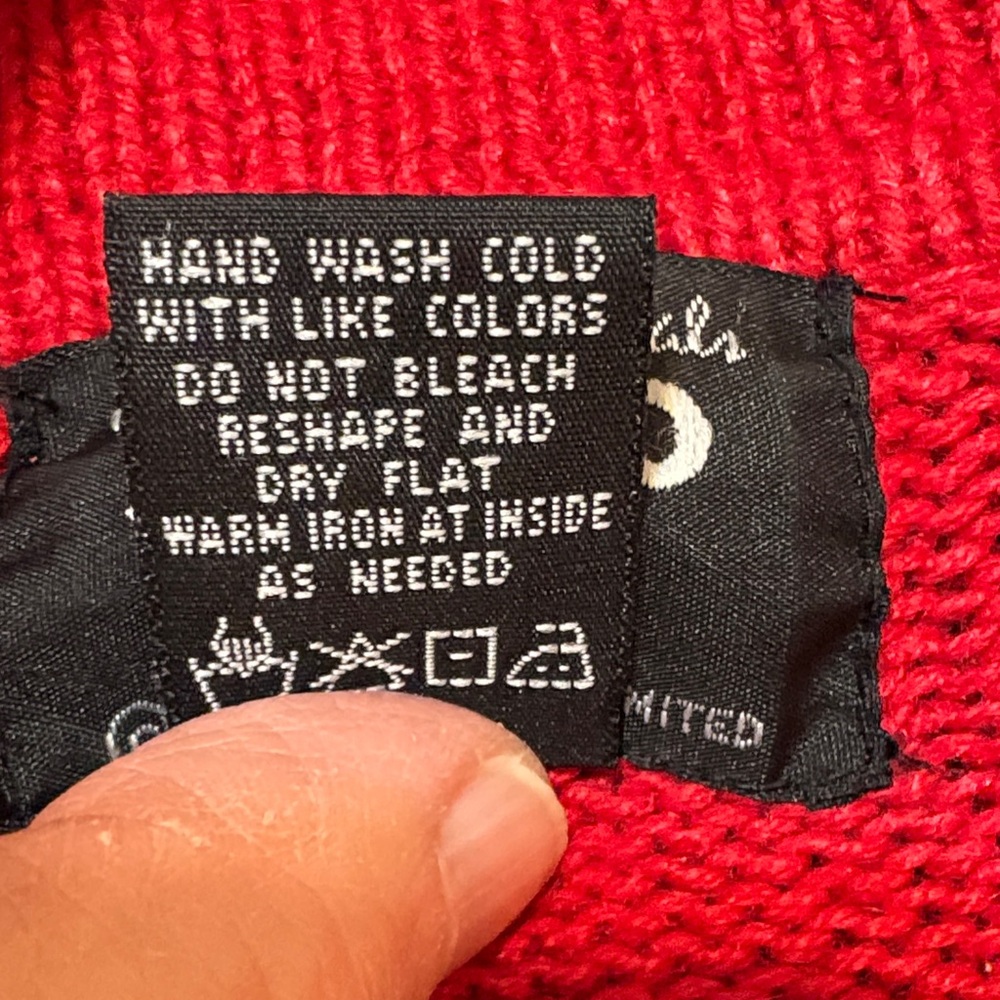 HAND WASH COLD
WITH LIKE COLORS
DO NOT BLEACH
RESHAPE AND
DRY FLAT
WARM IRON AT INSIDE
AS NEEDED